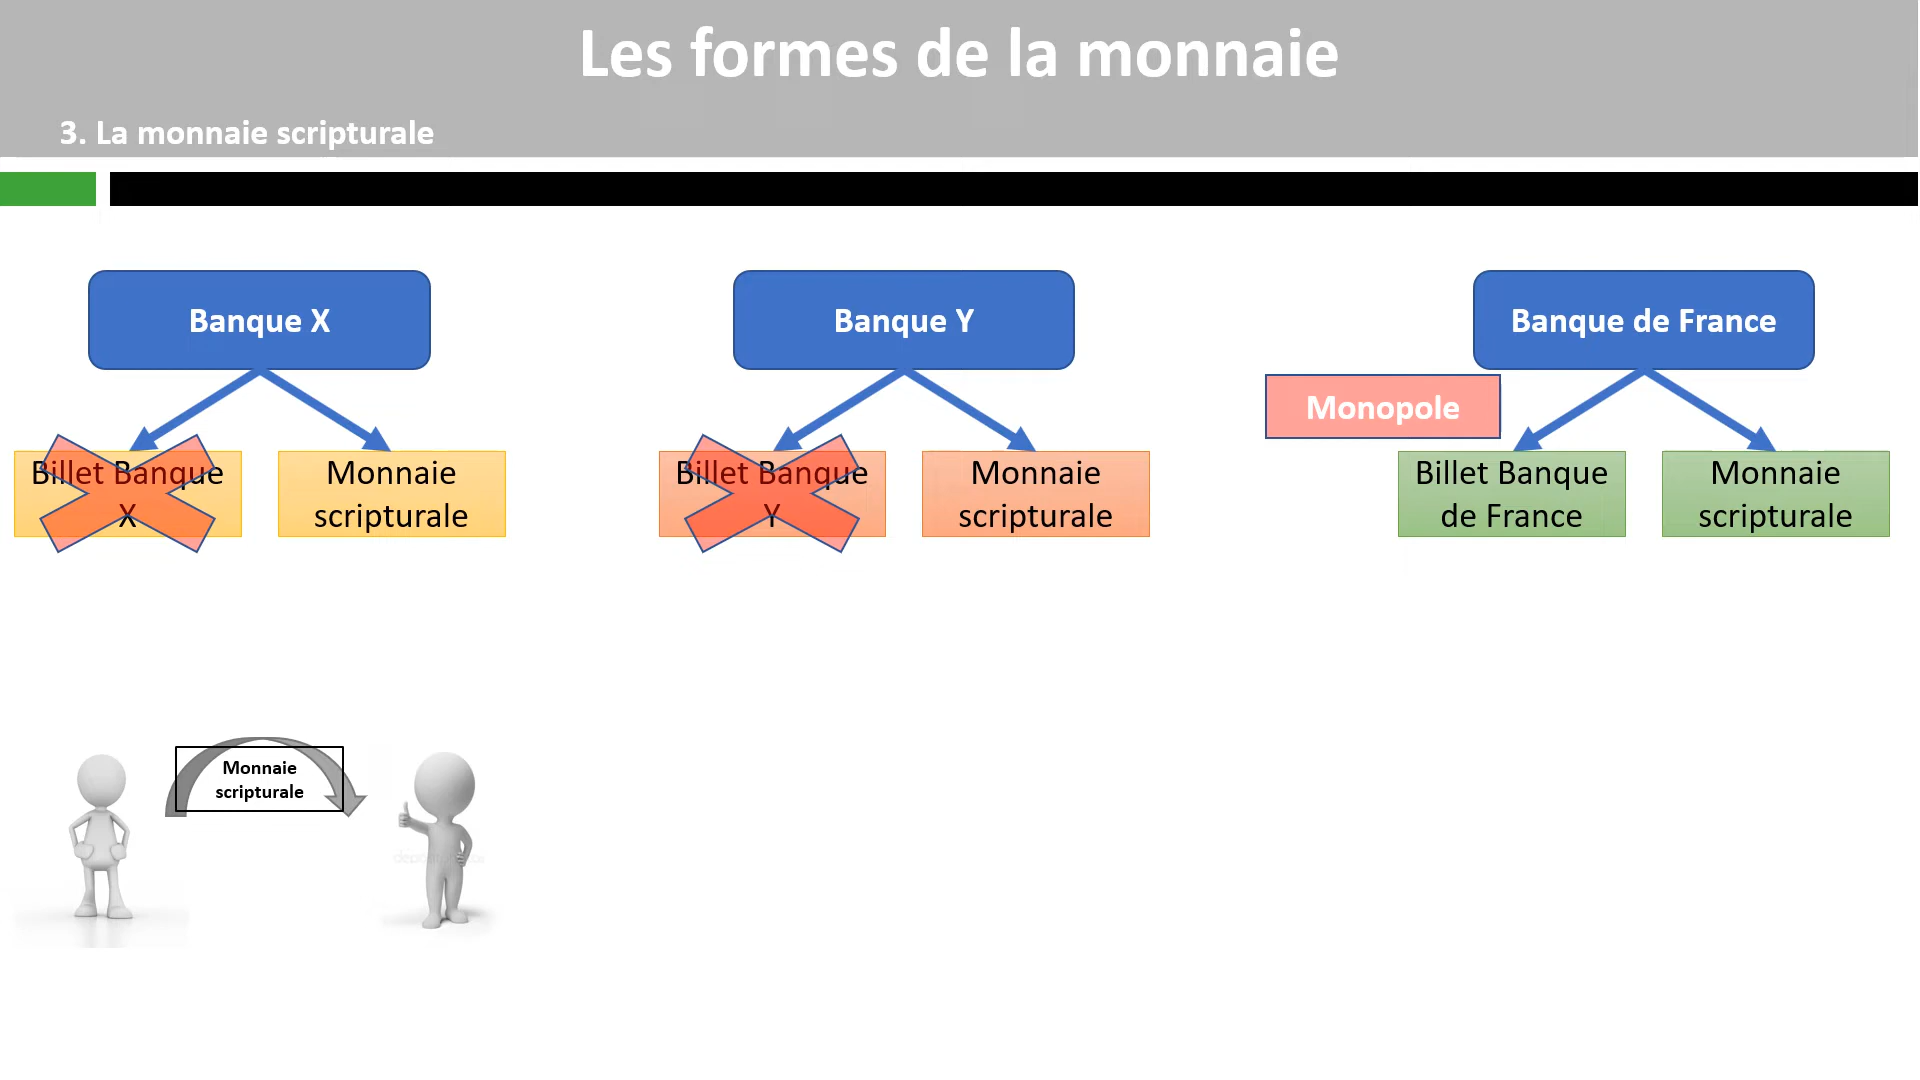 Les formes de la monnaie
3. La monnaie scripturale
Banque X
Banque Y
Banque de France
Monopole
Billet Banque
X
Monnaie
scripturale
Billet Banque
Y
Monnaie
scripturale
Billet Banque
de France
Monnaie
scripturale
Monnaie
scripturale